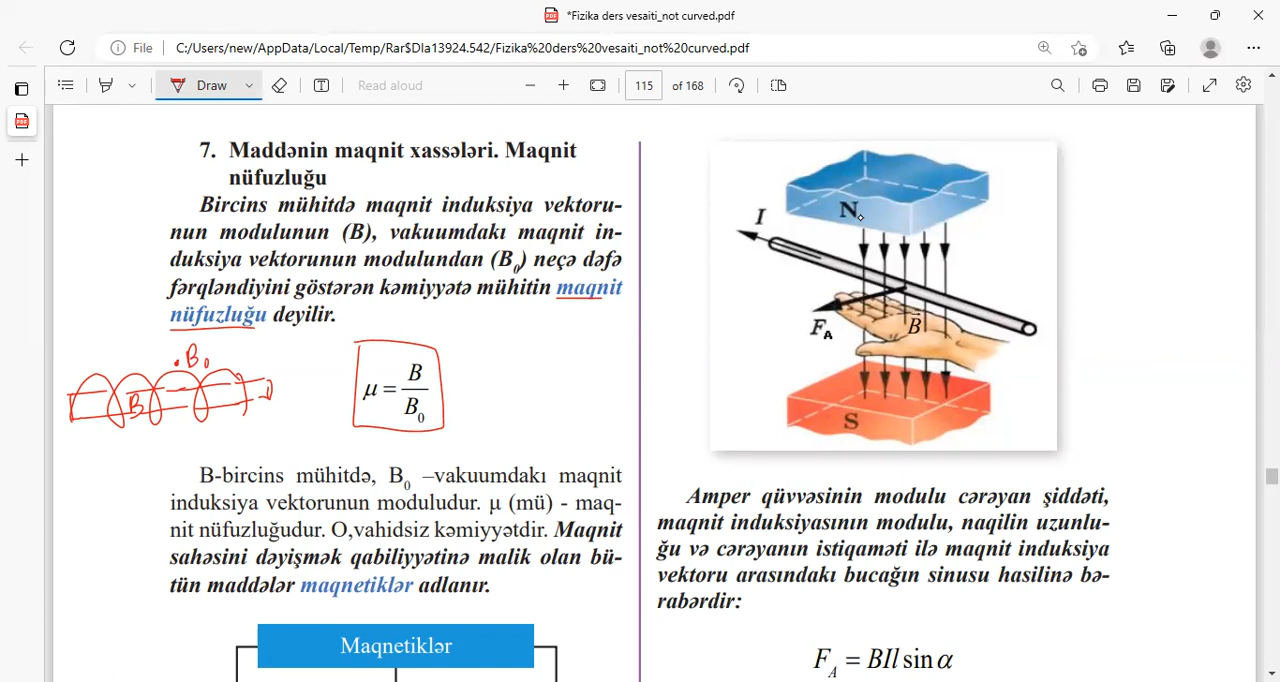 *Fizika ders vesaiti_not curved.pdf
File C:/Users/new/AppData/Local/Temp/Rar$DIa13924.542/Fizika%20ders%20vesaiti_not%20curved.pdf
Draw Read aloud 115 of 168
7. Maddənin maqnit xassələri. Maqnit
nüfuzluğu
Bircins mühitdə maqnit induksiya vektoru-
nun modulunun (B), vakuumdakı maqnit in-
duksiya vektorunun modulundan (B₀) neçə dəfə
fərqləndiyini göstərən kəmiyyətə mühitin maqnit
nüfuzluğu deyilir.
B₀
B
μ = B / B₀
B-bircins mühitdə, B₀ –vakuumdakı maqnit
induksiya vektorunun moduludur. μ (mü) - maq-
nit nüfuzluğudur. O,vahidsiz kəmiyyətdir. Maqnit
sahəsini dəyişmək qabiliyyətinə malik olan bü-
tün maddələr maqnetiklər adlanır.
Maqnetiklər
N
I
F_A
B
S
Amper qüvvəsinin modulu cərəyan şiddəti,
maqnit induksiyasının modulu, naqilin uzunlu-
ğu və cərəyanın istiqaməti ilə maqnit induksiya
vektoru arasındakı bucağın sinusu hasilinə bə-
rabərdir:
F_A = BIl sin α